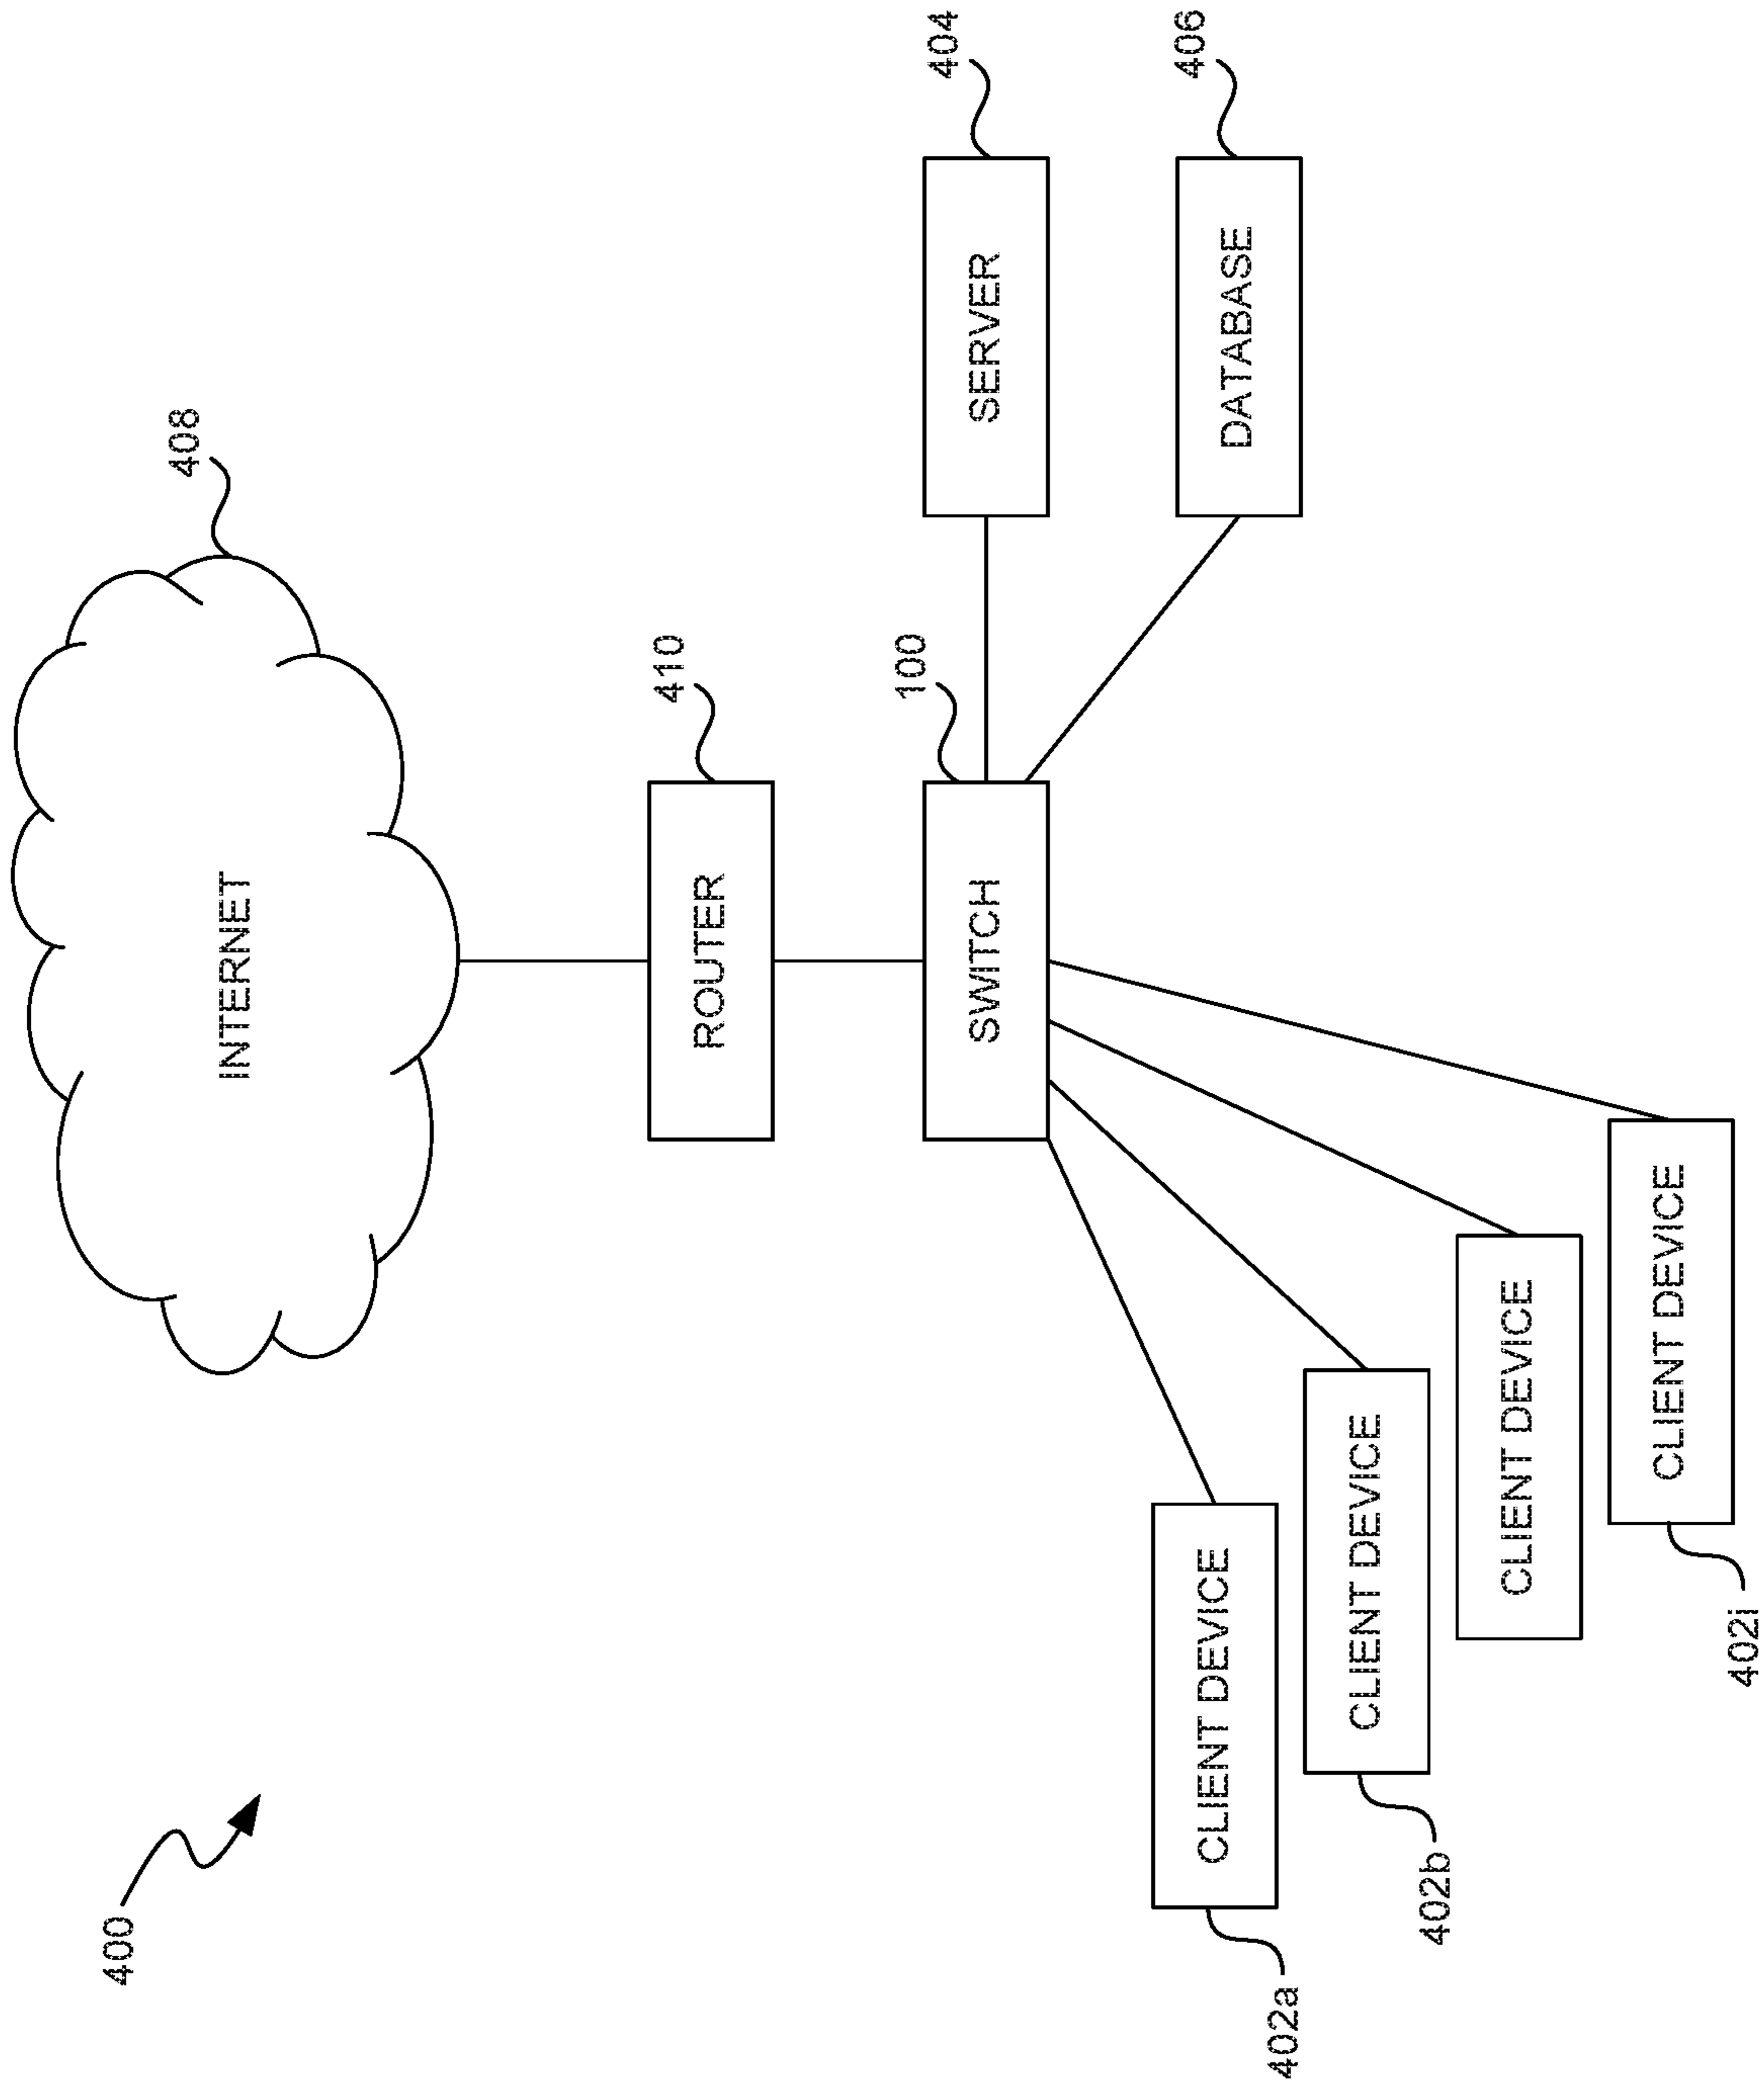 400
408
INTERNET
410
ROUTER
100
SWITCH
404
SERVER
406
DATABASE
CLIENT DEVICE
402a
CLIENT DEVICE
402b
CLIENT DEVICE
CLIENT DEVICE
402i